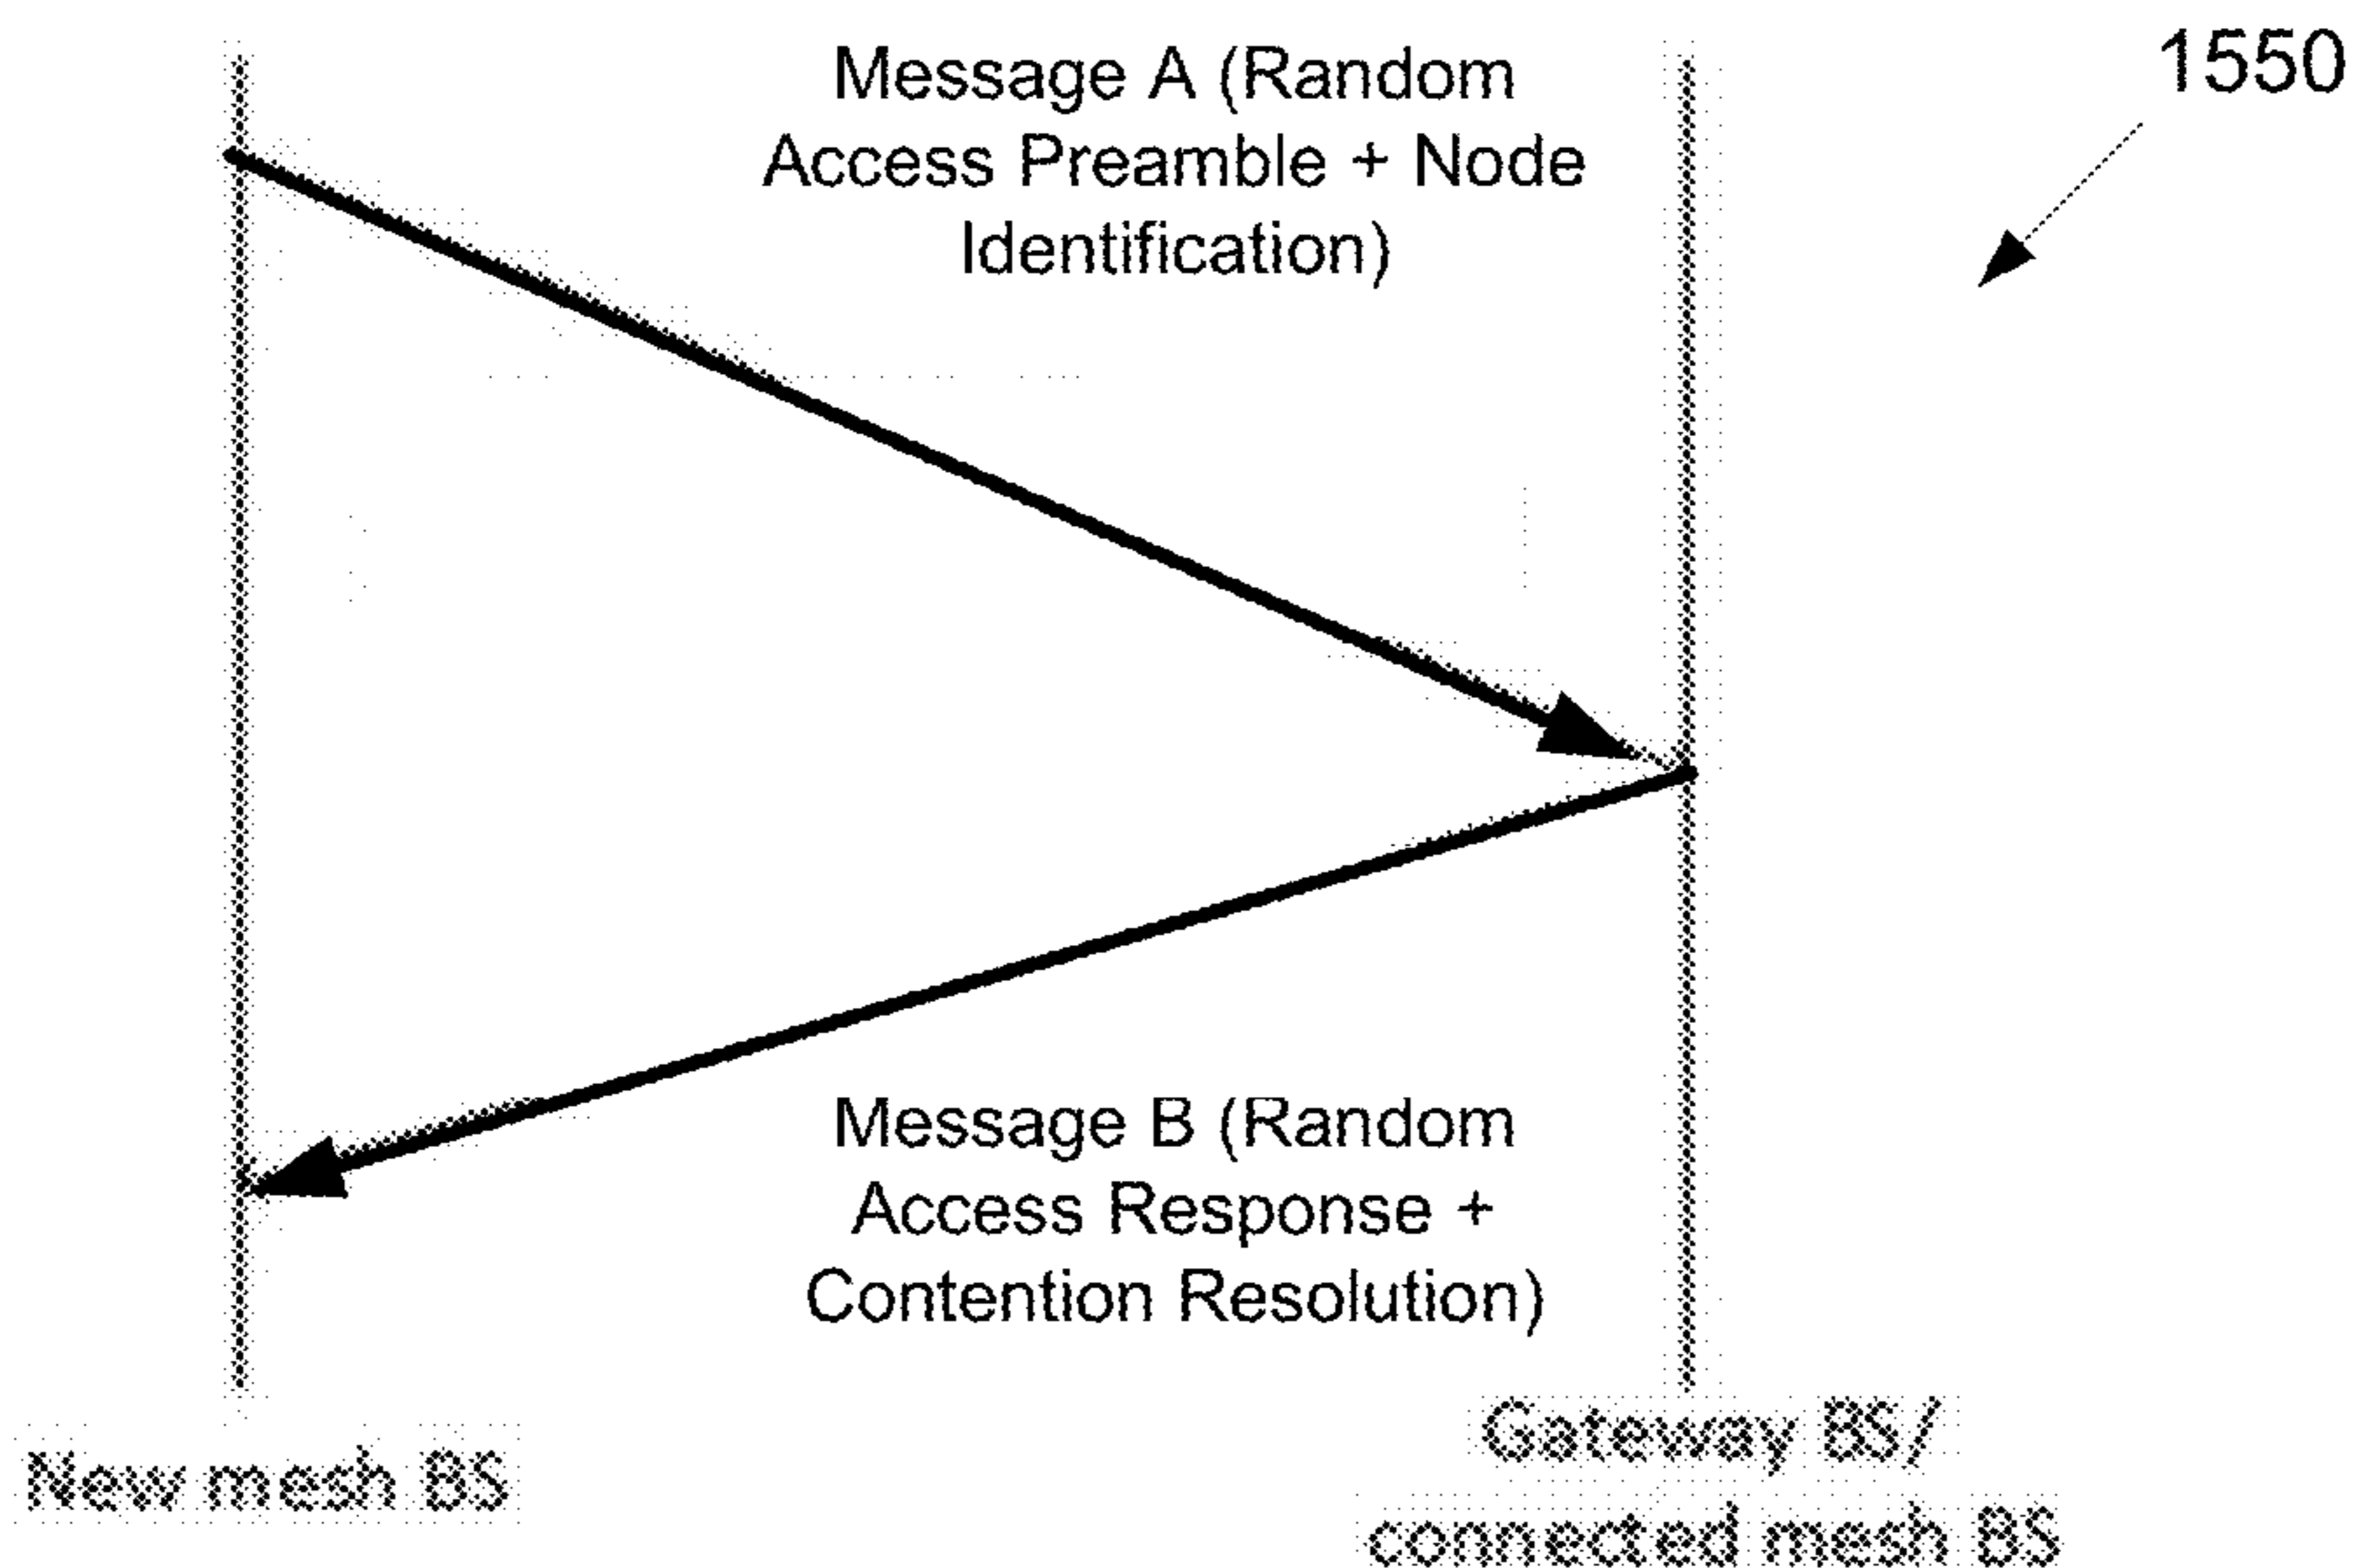 Message A (Random
Access Preamble + Node
Identification)
1550
Message B (Random
Access Response +
Contention Resolution)
New mesh BS
Gateway BS/
connected mesh BS